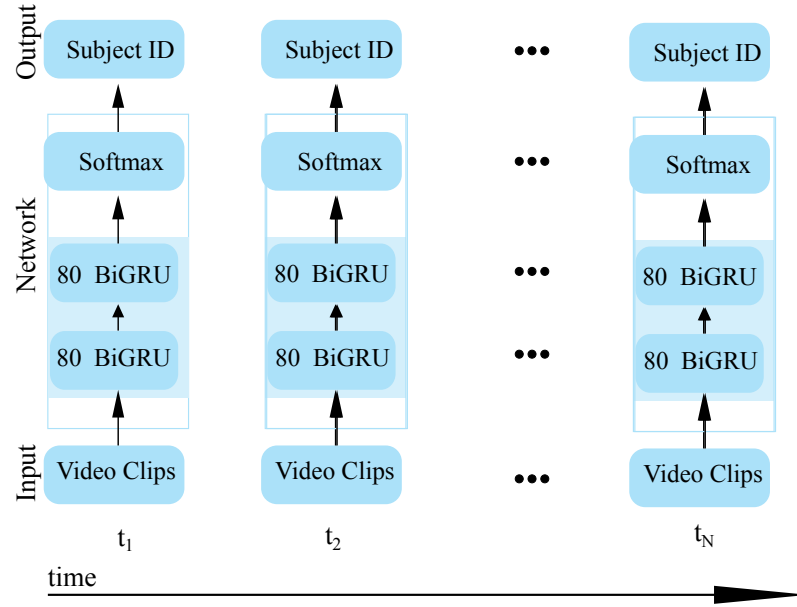 Output
Subject ID
Subject ID
•••
Subject ID
Network
Softmax
Softmax
•••
Softmax
80 BiGRU
80 BiGRU
•••
80 BiGRU
80 BiGRU
80 BiGRU
•••
80 BiGRU
Input
Video Clips
Video Clips
•••
Video Clips
t₁
t₂
t_N
time